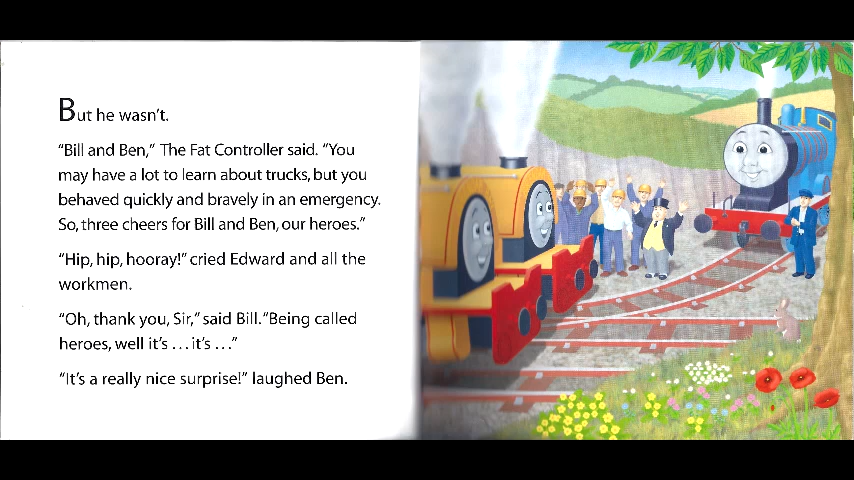 But he wasn't.
“Bill and Ben,” The Fat Controller said. “You
may have a lot to learn about trucks, but you
behaved quickly and bravely in an emergency.
So, three cheers for Bill and Ben, our heroes.”
“Hip, hip, hooray!” cried Edward and all the
workmen.
“Oh, thank you, Sir,” said Bill. “Being called
heroes, well it’s . . . it’s . . .”
“It’s a really nice surprise!” laughed Ben.